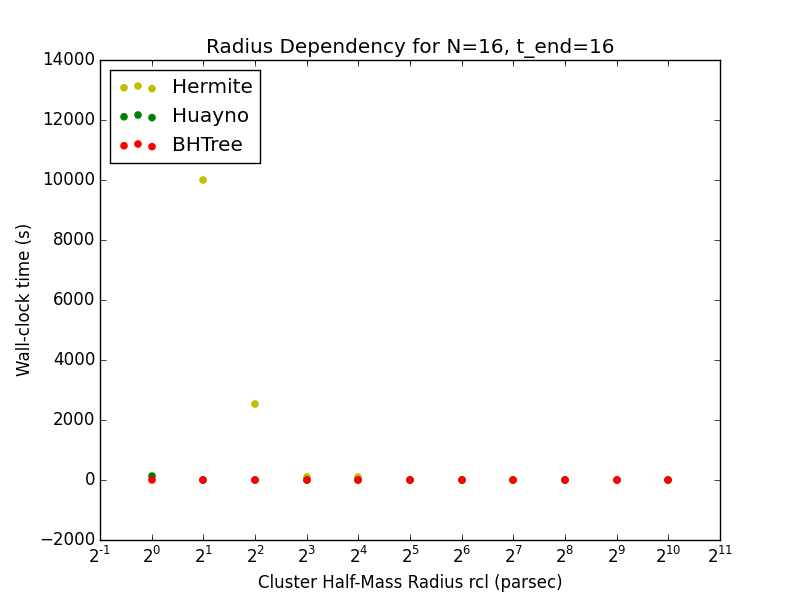 Radius Dependency for N=16, t_end=16
14000
12000
10000
8000
6000
4000
2000
0
−2000
Wall-clock time (s)
Hermite
Huayno
BHTree
2^-1 2^0 2^1 2^2 2^3 2^4 2^5 2^6 2^7 2^8 2^9 2^10 2^11
Cluster Half-Mass Radius rcl (parsec)